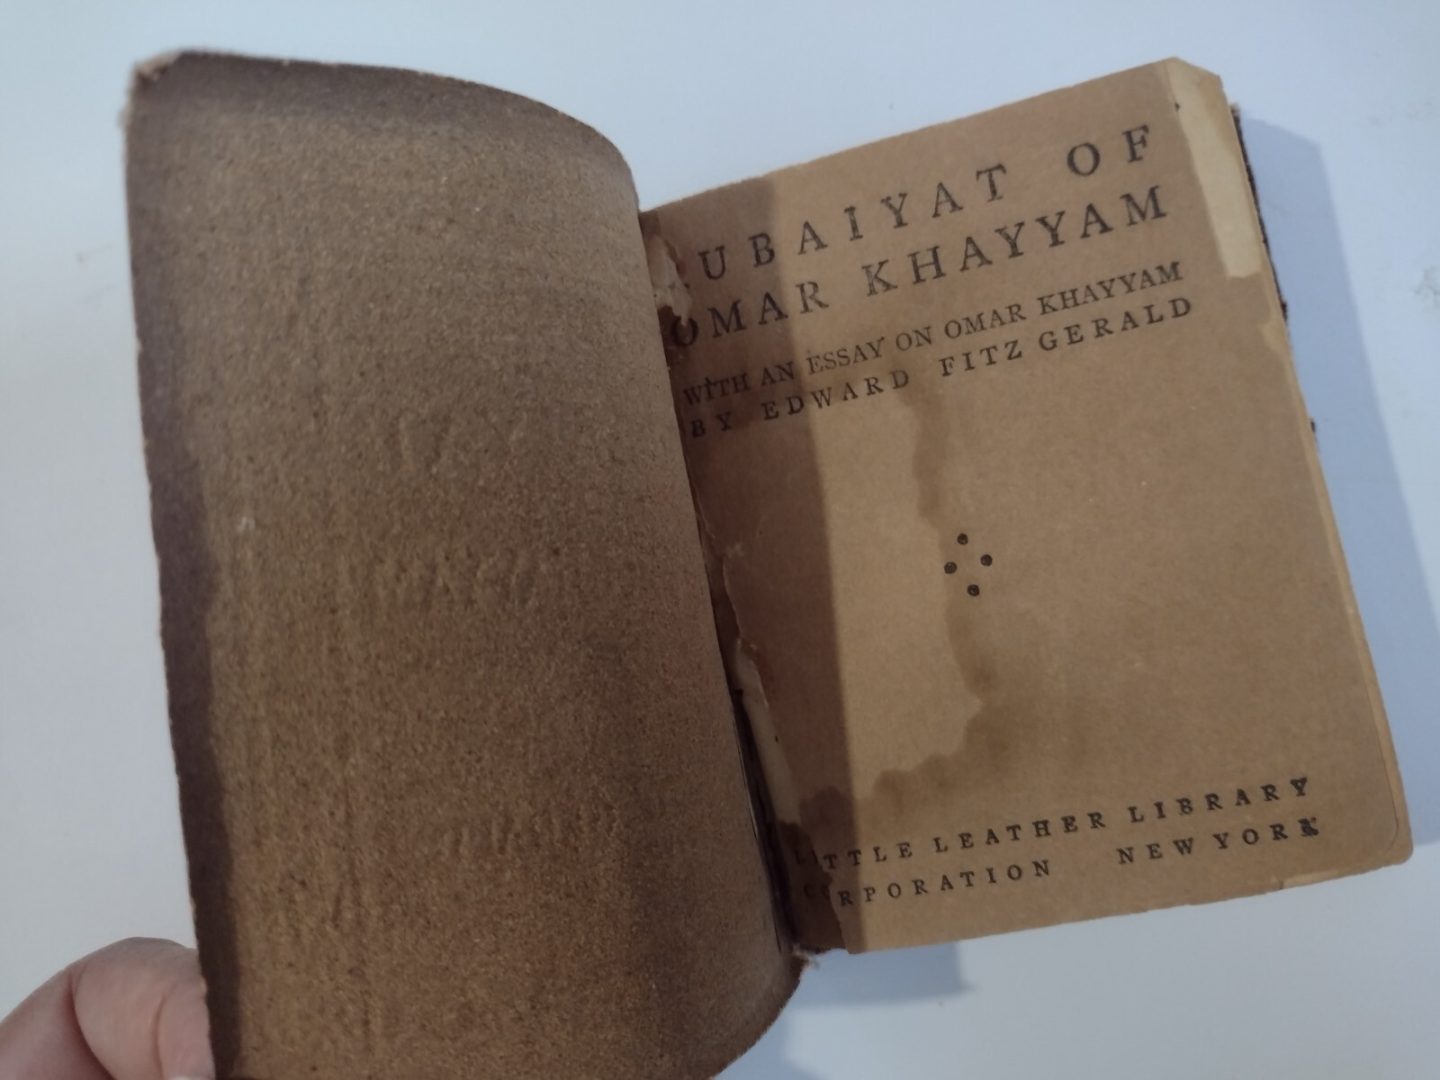 RUBAIYAT OF
OMAR KHAYYAM
WITH AN ESSAY ON OMAR KHAYYAM
BY EDWARD FITZ GERALD
LITTLE LEATHER LIBRARY
CORPORATION NEW YORK